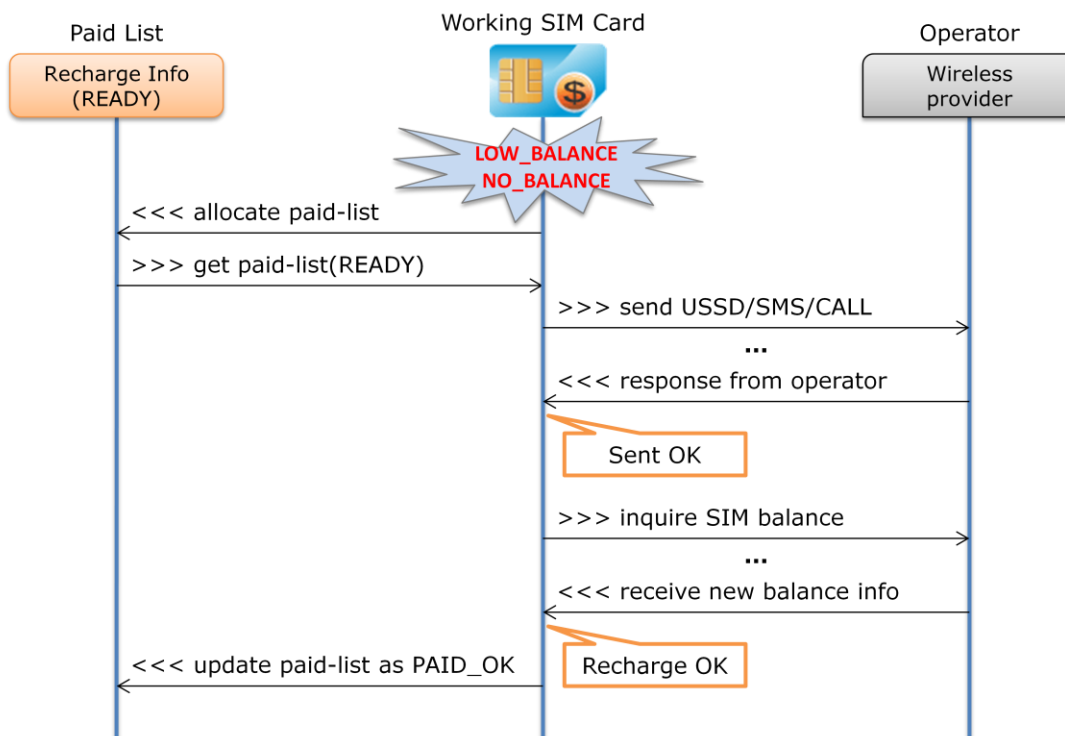 Paid List
Working SIM Card
Operator
Recharge Info
(READY)
Wireless
provider
$
LOW_BALANCE
NO_BALANCE
<<< allocate paid-list
>>> get paid-list(READY)
>>> send USSD/SMS/CALL
...
<<< response from operator
Sent OK
>>> inquire SIM balance
...
<<< receive new balance info
<<< update paid-list as PAID_OK
Recharge OK